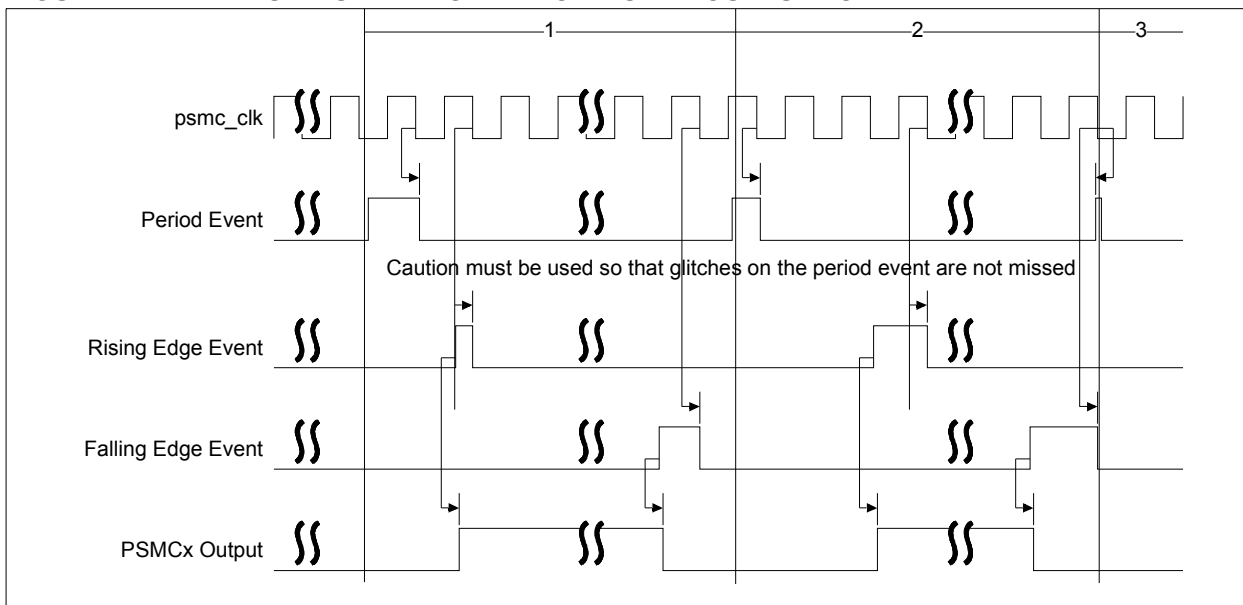 1 2 3
psmc_clk
Period Event
Caution must be used so that glitches on the period event are not missed
Rising Edge Event
Falling Edge Event
PSMCx Output